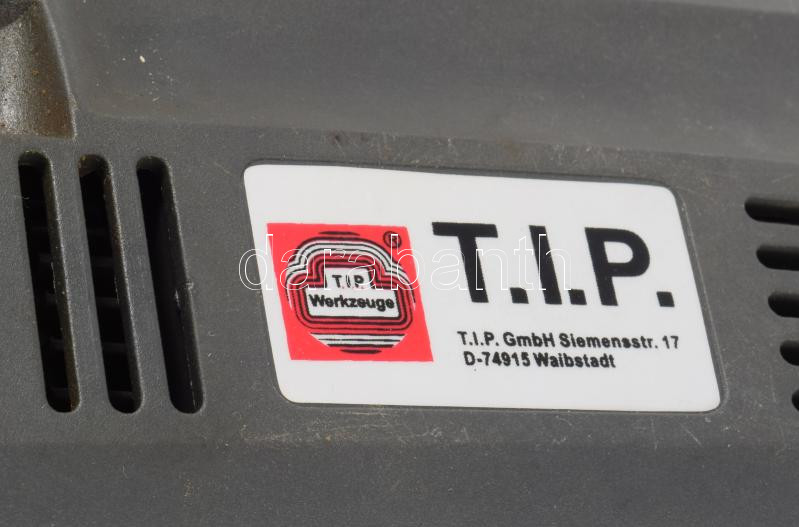 T.I.P.
Werkzeuge
T.I.P.
T.I.P. GmbH Siemensstr. 17
D-74915 Waibstadt
darabanth